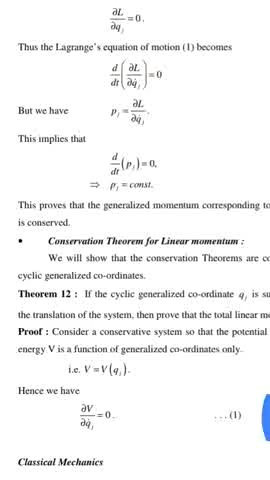 ∂L/∂q_j = 0.
Thus the Lagrange's equation of motion (1) becomes
d/dt(∂L/∂q̇_j) = 0
But we have p_j = ∂L/∂q̇_j.
This implies that
d/dt(p_j) = 0,
⇒ p_j = const.
This proves that the generalized momentum corresponding to
is conserved.
• Conservation Theorem for Linear momentum :
We will show that the conservation Theorems are co
cyclic generalized co-ordinates.
Theorem 12 : If the cyclic generalized co-ordinate q_j is su
the translation of the system, then prove that the total linear mo
Proof : Consider a conservative system so that the potential
energy V is a function of generalized co-ordinates only.
i.e. V = V(q_j).
Hence we have
∂V/∂q̇_j = 0. . . . (1)
Classical Mechanics